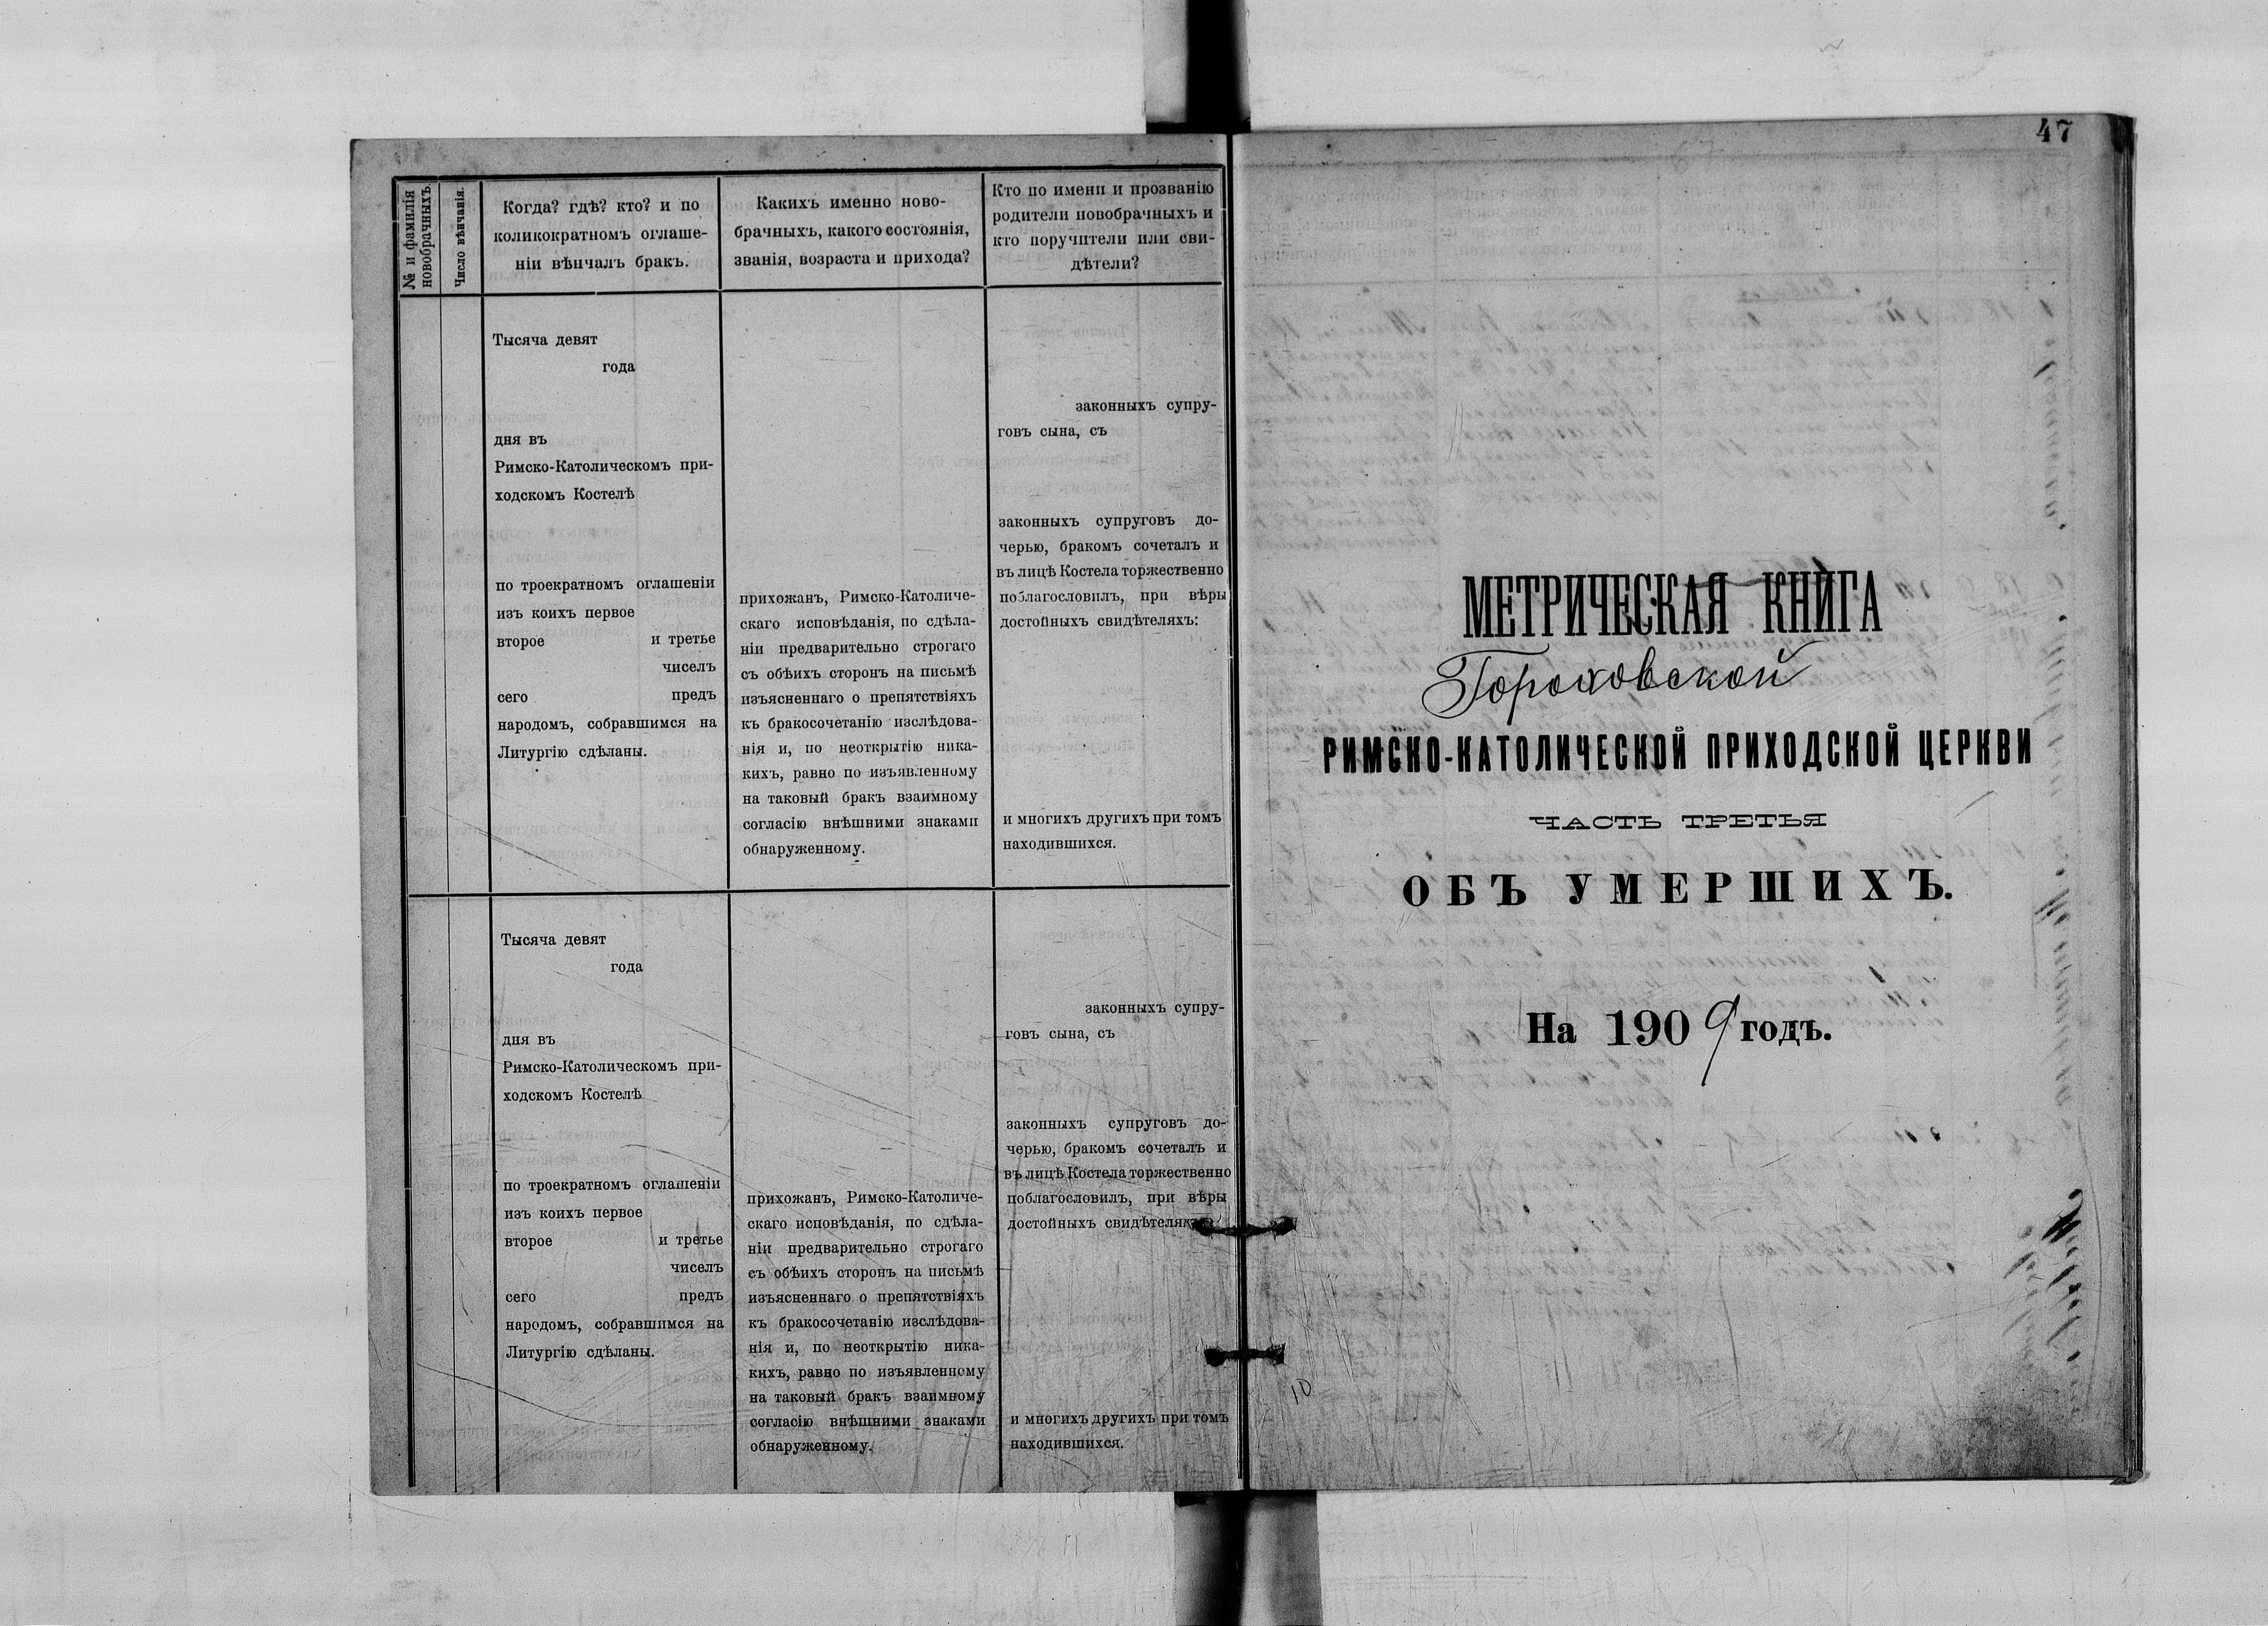 № и фамилія
новобрачныхъ.
Число вѣнчанія.
Когда? гдѣ? кто? и по
коликократномъ оглаше-
ніи вѣнчалъ бракъ.
Какихъ именно ново-
брачныхъ, какого состоянія,
званія, возраста и прихода?
Кто по имени и прозванію
родители новобрачныхъ и
кто поручители или сви-
дѣтели?
Тысяча девят
года
дня въ
Римско-Католическомъ при-
ходскомъ Костелѣ
по троекратномъ оглашеніи
изъ коихъ первое
второе и третье
чиселъ
сего предъ
народомъ, собравшимся на
Литургію сдѣланы.
прихожанъ, Римско-Католиче-
скаго исповѣданія, по сдѣла-
ніи предварительно строгаго
съ обѣихъ сторонъ на письмѣ
изъясненнаго о препятствіяхъ
къ бракосочетанію изслѣдова-
нія и, по неоткрытію ника-
кихъ, равно по изъявленному
на таковый бракъ взаимному
согласію внѣшними знаками
обнаруженному.
законныхъ супру-
говъ сына, съ
законныхъ супруговъ до-
черью, бракомъ сочеталъ и
въ лицѣ Костела торжественно
поблагословилъ, при вѣры
достойныхъ свидѣтеляхъ:
и многихъ другихъ при томъ
находившихся.
Тысяча девят
года
дня въ
Римско-Католическомъ при-
ходскомъ Костелѣ
по троекратномъ оглашеніи
изъ коихъ первое
второе и третье
чиселъ
сего предъ
народомъ, собравшимся на
Литургію сдѣланы.
прихожанъ, Римско-Католиче-
скаго исповѣданія, по сдѣла-
ніи предварительно строгаго
съ обѣихъ сторонъ на письмѣ
изъясненнаго о препятствіяхъ
къ бракосочетанію изслѣдова-
нія и, по неоткрытію ника-
кихъ, равно по изъявленному
на таковый бракъ взаимному
согласію внѣшними знаками
обнаруженному.
законныхъ супру-
говъ сына, съ
законныхъ супруговъ до-
черью, бракомъ сочеталъ и
въ лицѣ Костела торжественно
поблагословилъ, при вѣры
достойныхъ свидѣтеляхъ:
и многихъ другихъ при томъ
находившихся.
47
МЕТРИЧЕСКАЯ КНИГА
Гороховской
РИМСКО-КАТОЛИЧЕСКОЙ ПРИХОДСКОЙ ЦЕРКВИ
ЧАСТЬ ТРЕТЬЯ
ОБЪ УМЕРШИХЪ.
На 1909 годъ.
10